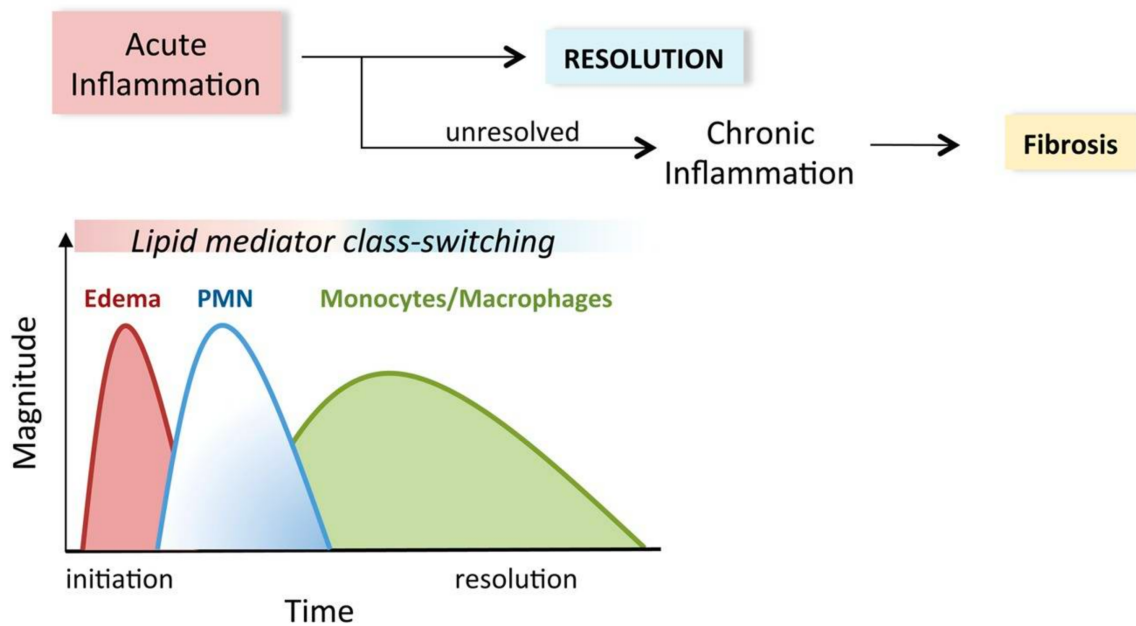 Acute
Inflammation
RESOLUTION
unresolved
Chronic
Inflammation
Fibrosis
Lipid mediator class-switching
Edema
PMN
Monocytes/Macrophages
Magnitude
initiation
resolution
Time